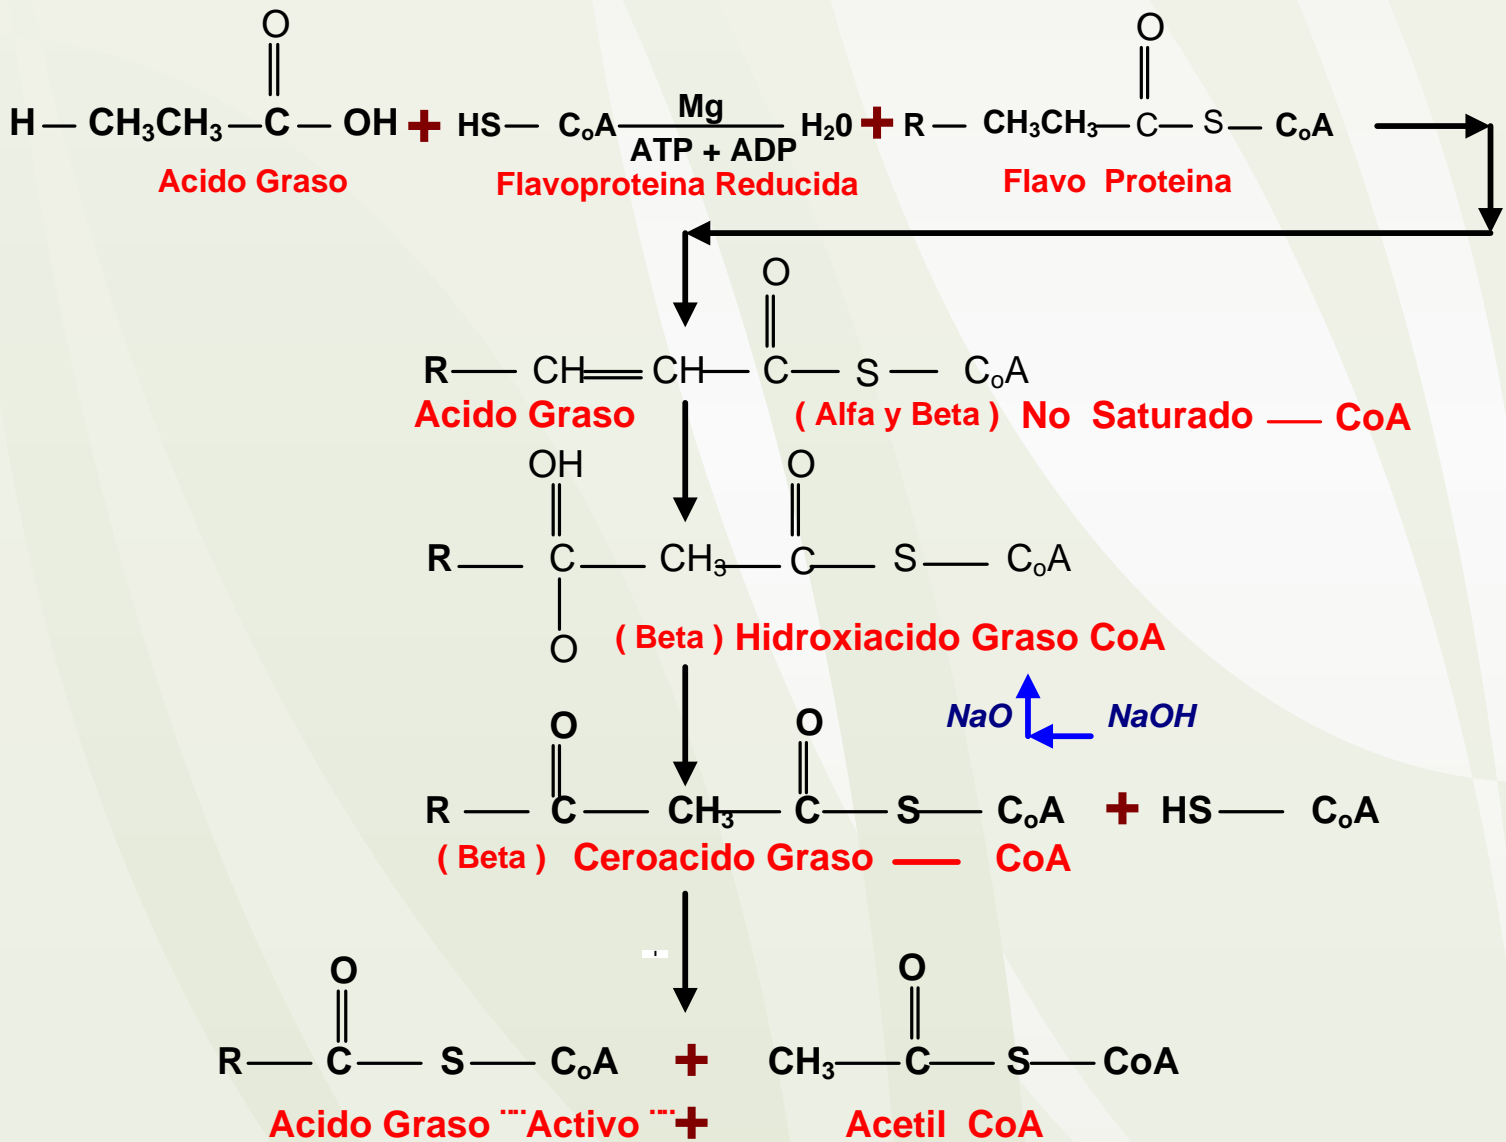 O O
H — CH₃CH₃ — C — OH + HS — CoA Mg H₂0 + R — CH₃CH₃ — C — S — CoA
ATP + ADP
Acido Graso Flavoproteina Reducida Flavo Proteina
O
R — CH = CH — C — S — CoA
Acido Graso ( Alfa y Beta ) No Saturado — CoA
OH O
R — C — CH₃ — C — S — CoA
O ( Beta ) Hidroxiacido Graso CoA
NaO NaOH
O O
R — C — CH₃ — C — S — CoA + HS — CoA
( Beta ) Ceroacido Graso — CoA
O O
R — C — S — CoA + CH₃ — C — S — CoA
Acido Graso ¨¨Activo ¨¨ + Acetil CoA